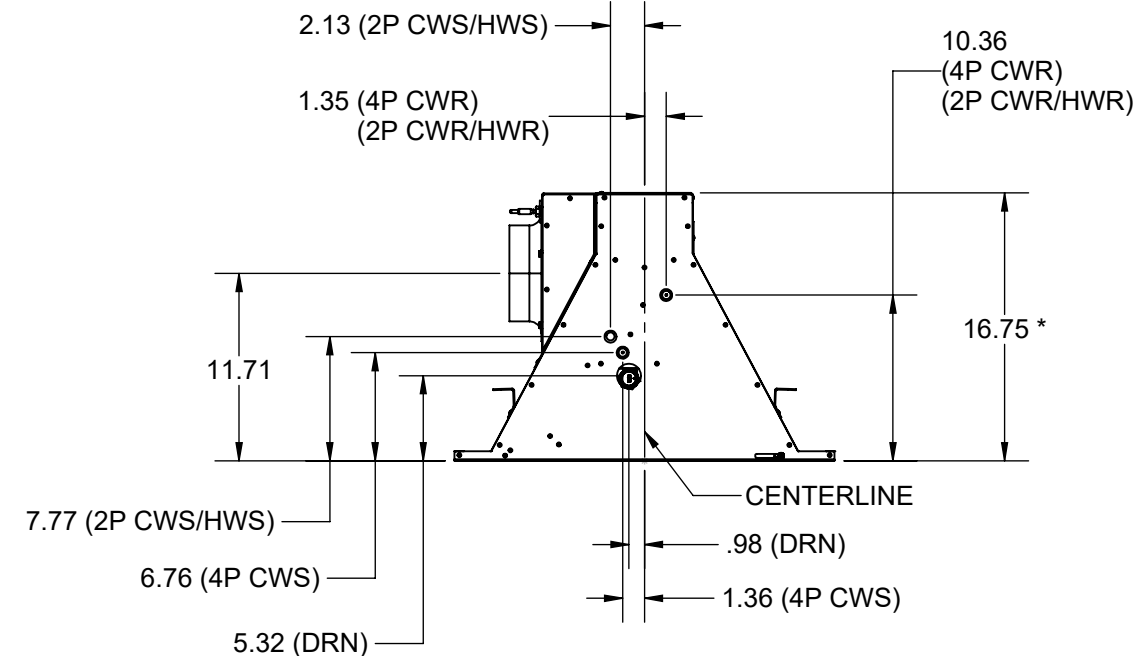 2.13 (2P CWS/HWS)
10.36
(4P CWR)
(2P CWR/HWR)
1.35 (4P CWR)
(2P CWR/HWR)
16.75 *
11.71
CENTERLINE
7.77 (2P CWS/HWS)
.98 (DRN)
6.76 (4P CWS)
1.36 (4P CWS)
5.32 (DRN)